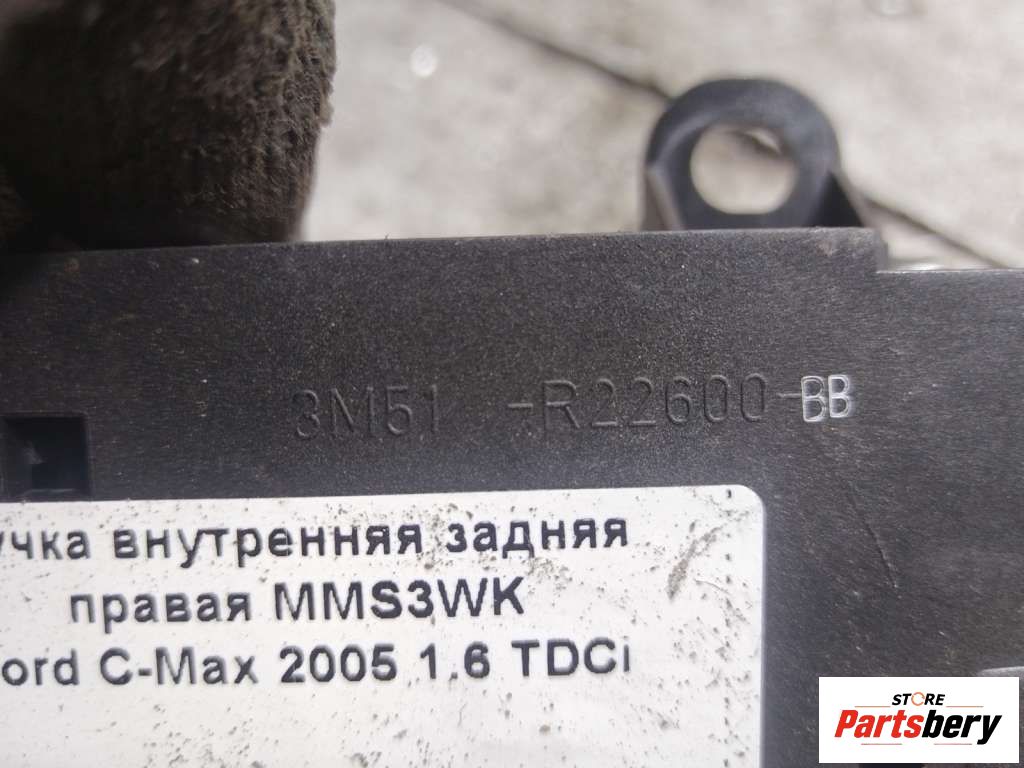 3M51 -R22600-BB
учка внутренняя задняя
правая MMS3WK
ord C-Max 2005 1.6 TDCi
STORE
Partsbery